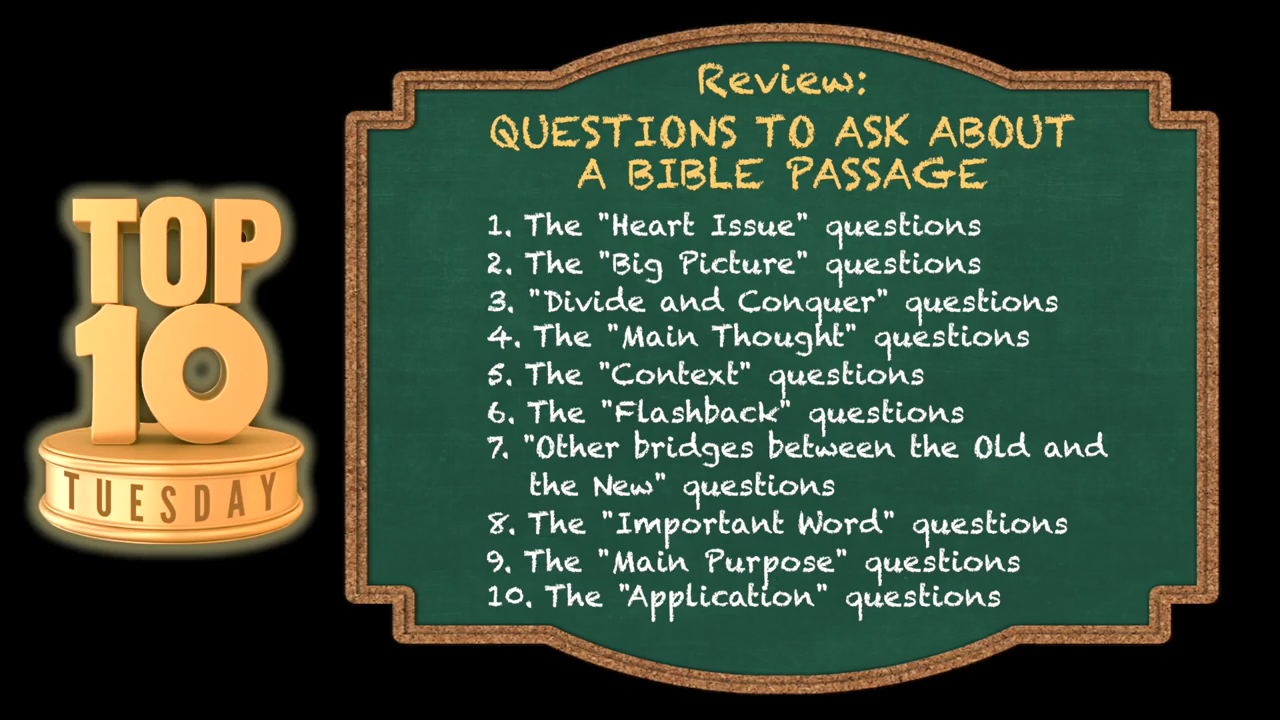 TOP
10
TUESDAY
Review:
QUESTIONS TO ASK ABOUT
A BIBLE PASSAGE
1. The "Heart Issue" questions
2. The "Big Picture" questions
3. "Divide and Conquer" questions
4. The "Main Thought" questions
5. The "Context" questions
6. The "Flashback" questions
7. "Other bridges between the Old and
the New" questions
8. The "Important Word" questions
9. The "Main Purpose" questions
10. The "Application" questions